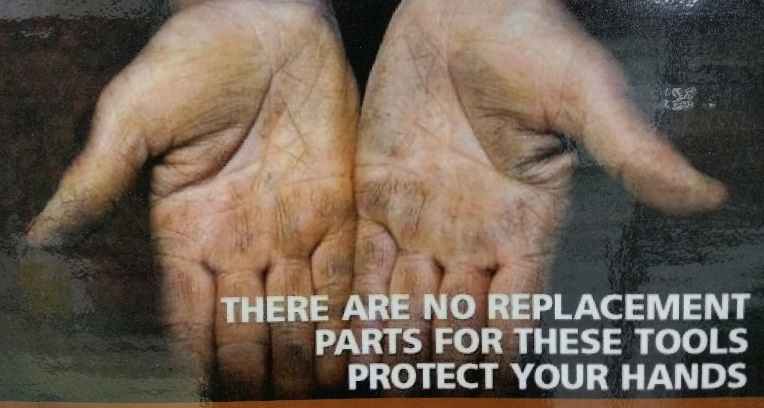 THERE ARE NO REPLACEMENT
PARTS FOR THESE TOOLS
PROTECT YOUR HANDS